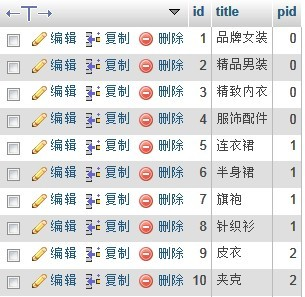 id title pid
编辑 复制 删除 1 品牌女装 0
编辑 复制 删除 2 精品男装 0
编辑 复制 删除 3 精致内衣 0
编辑 复制 删除 4 服饰配件 0
编辑 复制 删除 5 连衣裙 1
编辑 复制 删除 6 半身裙 1
编辑 复制 删除 7 旗袍 1
编辑 复制 删除 8 针织衫 1
编辑 复制 删除 9 皮衣 2
编辑 复制 删除 10 夹克 2